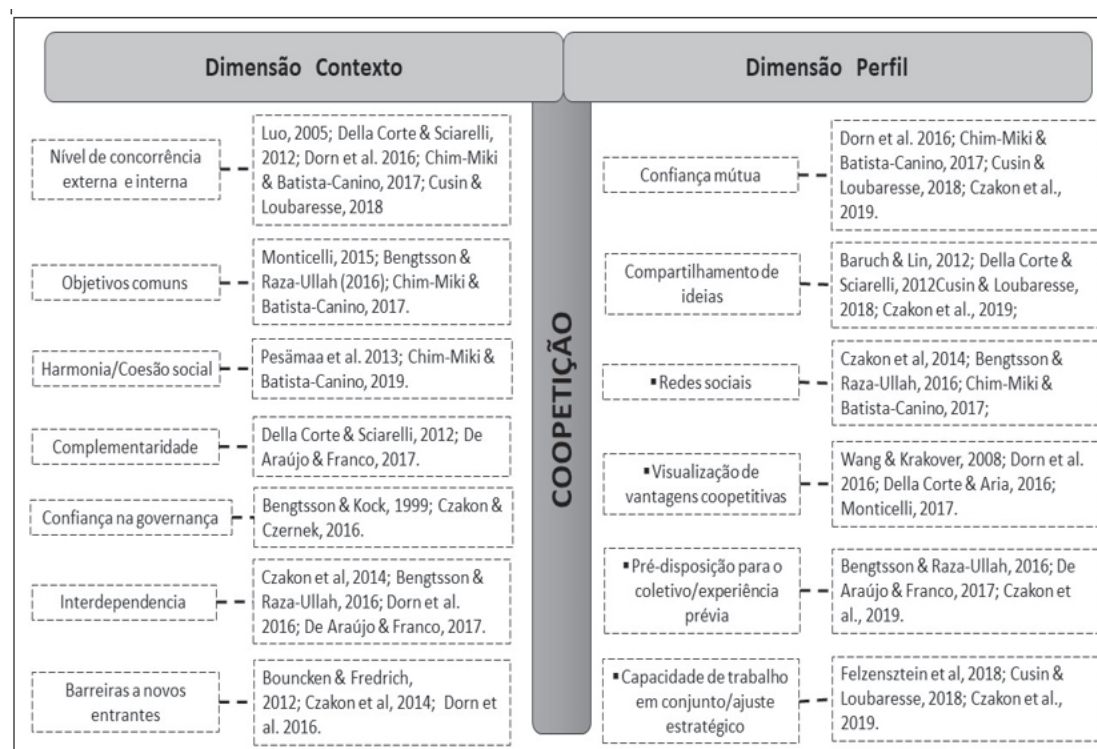 Dimensão Contexto
Nível de concorrência
externa e interna
Luo, 2005; Della Corte & Sciarelli,
2012; Dorn et al. 2016; Chim-Miki
& Batista-Canino, 2017; Cusin &
Loubaresse, 2018
Objetivos comuns
Monticelli, 2015; Bengtsson &
Raza-Ullah (2016); Chim-Miki &
Batista-Canino, 2017.
Harmonia/Coesão social
Pesämaa et al. 2013; Chim-Miki &
Batista-Canino, 2019.
Complementaridade
Della Corte & Sciarelli, 2012; De
Araújo & Franco, 2017.
Confiança na governança
Bengtsson & Kock, 1999; Czakon &
Czernek, 2016.
Interdependencia
Czakon et al, 2014; Bengtsson &
Raza-Ullah, 2016; Dorn et al.
2016; De Araújo & Franco, 2017.
Barreiras a novos
entrantes
Bouncken & Fredrich,
2012; Czakon et al, 2014; Dorn et
al. 2016.
COOPETIÇÃO
Dimensão Perfil
Confiança mútua
Dorn et al. 2016; Chim-Miki &
Batista-Canino, 2017; Cusin &
Loubaresse, 2018; Czakon et al.,
2019.
Compartilhamento de
ideias
Baruch & Lin, 2012; Della Corte &
Sciarelli, 2012Cusin & Loubaresse,
2018; Czakon et al., 2019;
▪Redes sociais
Czakon et al, 2014; Bengtsson &
Raza-Ullah, 2016; Chim-Miki &
Batista-Canino, 2017;
▪Visualização de
vantagens coopetitivas
Wang & Krakover, 2008; Dorn et al.
2016; Della Corte & Aria, 2016;
Monticelli, 2017.
▪Pré-disposição para o
coletivo/experiência
prévia
Bengtsson & Raza-Ullah, 2016; De
Araújo & Franco, 2017; Czakon et
al., 2019.
▪Capacidade de trabalho
em conjunto/ajuste
estratégico
Felzensztein et al, 2018; Cusin &
Loubaresse, 2018; Czakon et al.,
2019.